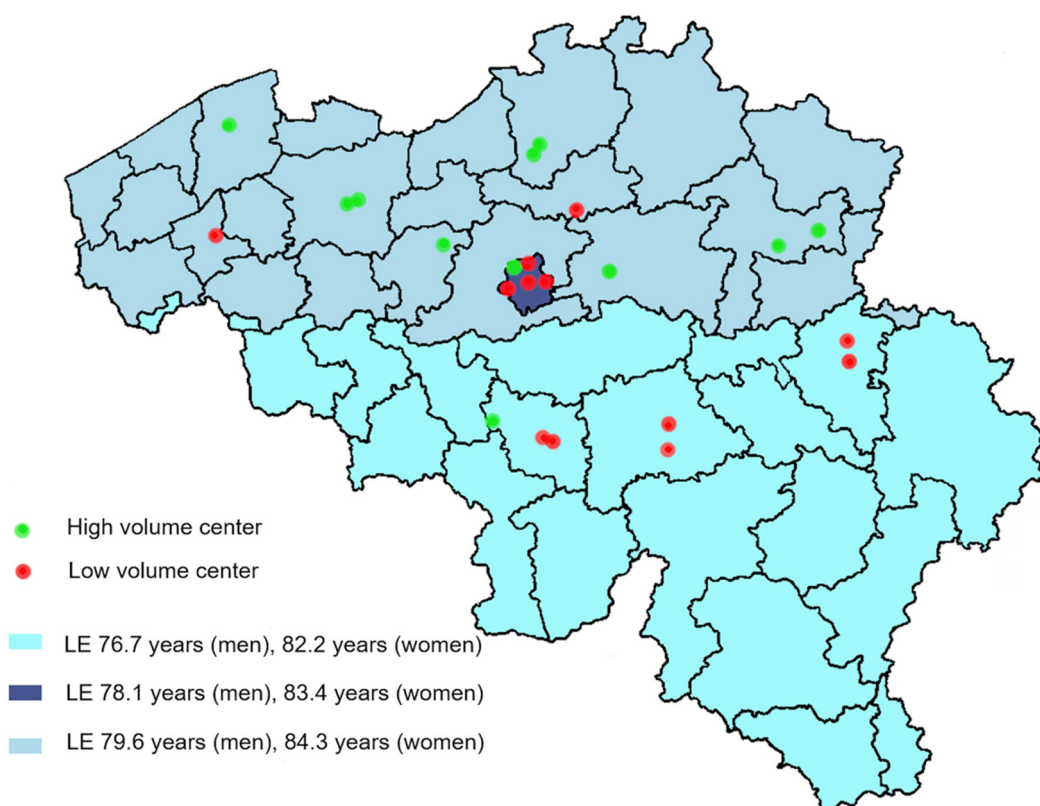 High volume center
Low volume center
LE 76.7 years (men), 82.2 years (women)
LE 78.1 years (men), 83.4 years (women)
LE 79.6 years (men), 84.3 years (women)